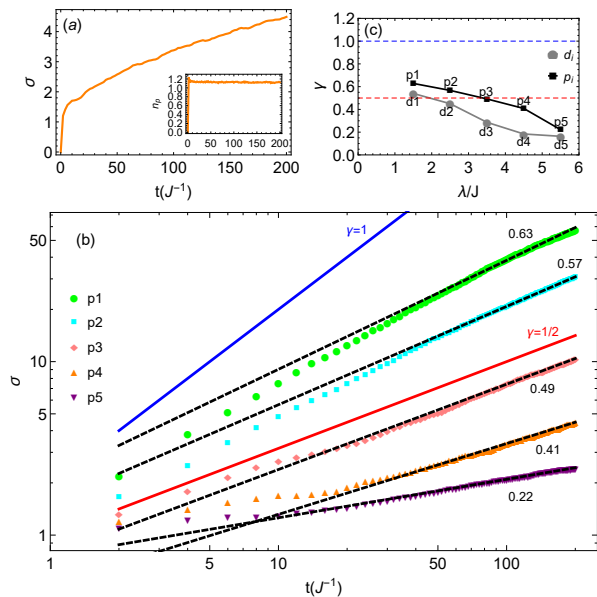 (a)
σ
4
3
2
1
0
0 50 100 150 200
t(J⁻¹)
n_p
1.2
1.0
0.8
0.6
0.4
0.2
0.0
0 50 100 150 200
(c)
γ
1.2
1.0
0.8
0.6
0.4
0.2
0.0
0 1 2 3 4 5 6
λ/J
d_i
p_i
p1
p2
p3
p4
p5
d1
d2
d3
d4
d5
(b)
γ=1
0.63
0.57
γ=1/2
0.49
0.41
0.22
p1
p2
p3
p4
p5
σ
50
10
5
1
1 5 10 50 100
t(J⁻¹)